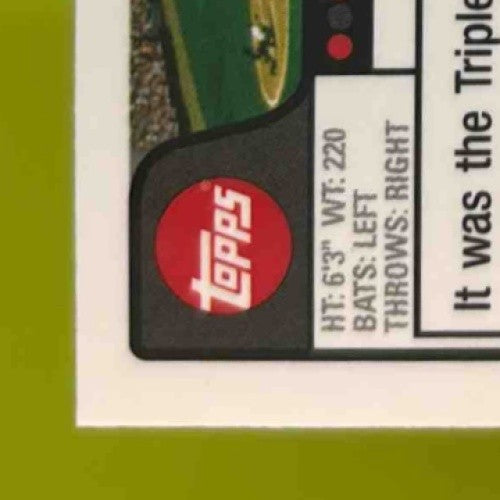 Topps
HT: 6'3" WT: 220
BATS: LEFT
THROWS: RIGHT
It was the Triple